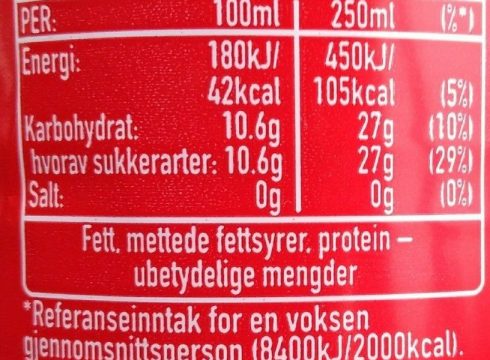 PER: 100ml 250ml (%*)
Energi: 180kJ/ 450kJ/
42kcal 105kcal (5%)
Karbohydrat: 10.6g 27g (10%)
hvorav sukkerarter: 10.6g 27g (29%)
Salt: 0g 0g (0%)
Fett, mettede fettsyrer, protein –
ubetydelige mengder
*Referanseinntak for en voksen
gjennomsnittsperson (8400kJ/2000kcal).